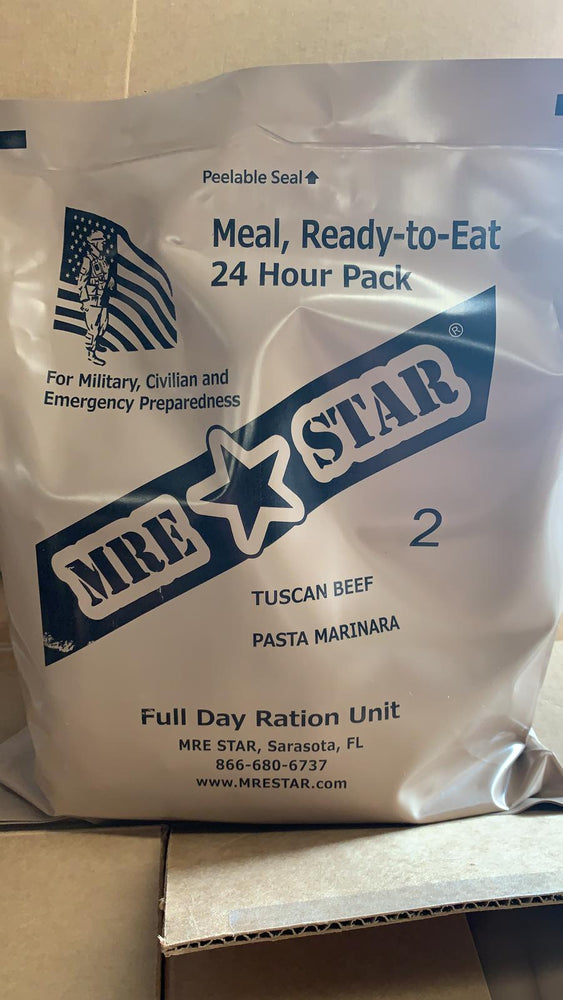 Peelable Seal
Meal, Ready-to-Eat
24 Hour Pack
For Military, Civilian and
Emergency Preparedness
MRE STAR®
2
TUSCAN BEEF
PASTA MARINARA
Full Day Ration Unit
MRE STAR, Sarasota, FL
866-680-6737
www.MRESTAR.com